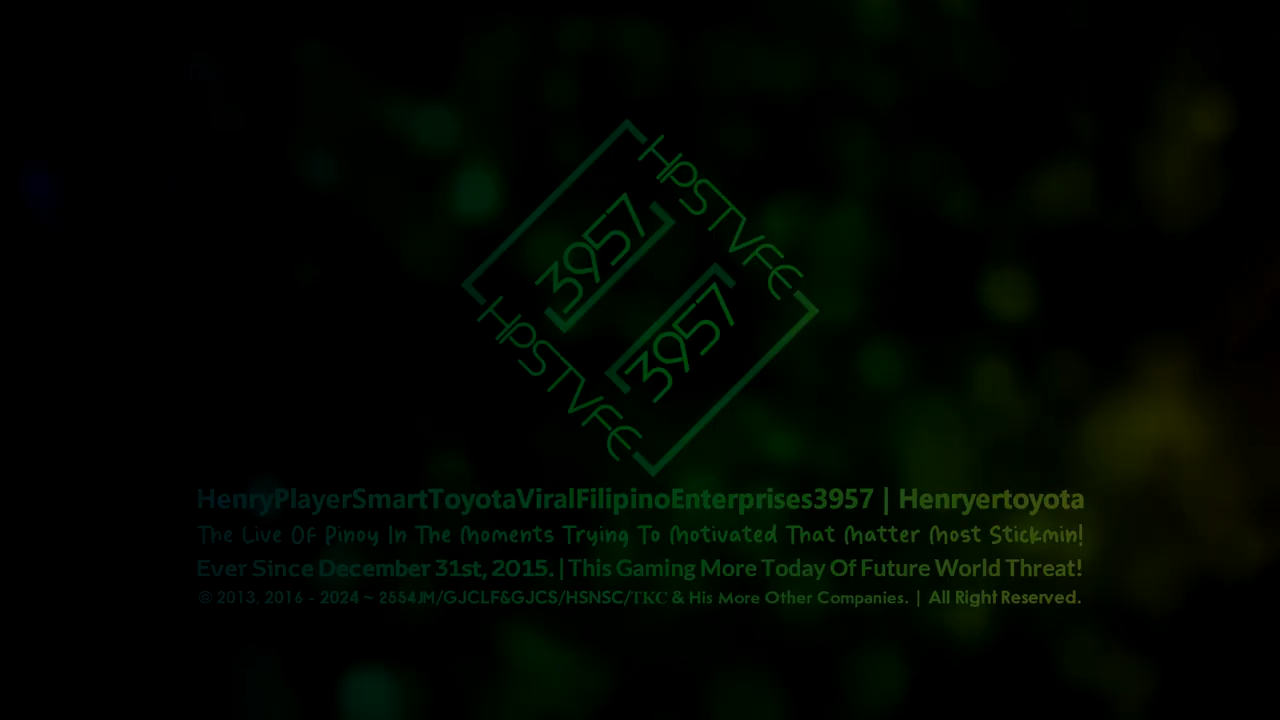 HPSTVFE
3957
3957
HPSTVFE
HenryPlayerSmartToyotaViralFilipinoEnterprises3957 | Henryertoyota
The Live Of Pinoy In The Moments Trying To Motivated That Matter Most Stickmin!
Ever Since December 31st, 2015. | This Gaming More Today Of Future World Threat!
© 2013, 2016 - 2024 ~ 2554JM/GJCLF&GJCS/HSNSC/TKC & His More Other Companies. | All Right Reserved.